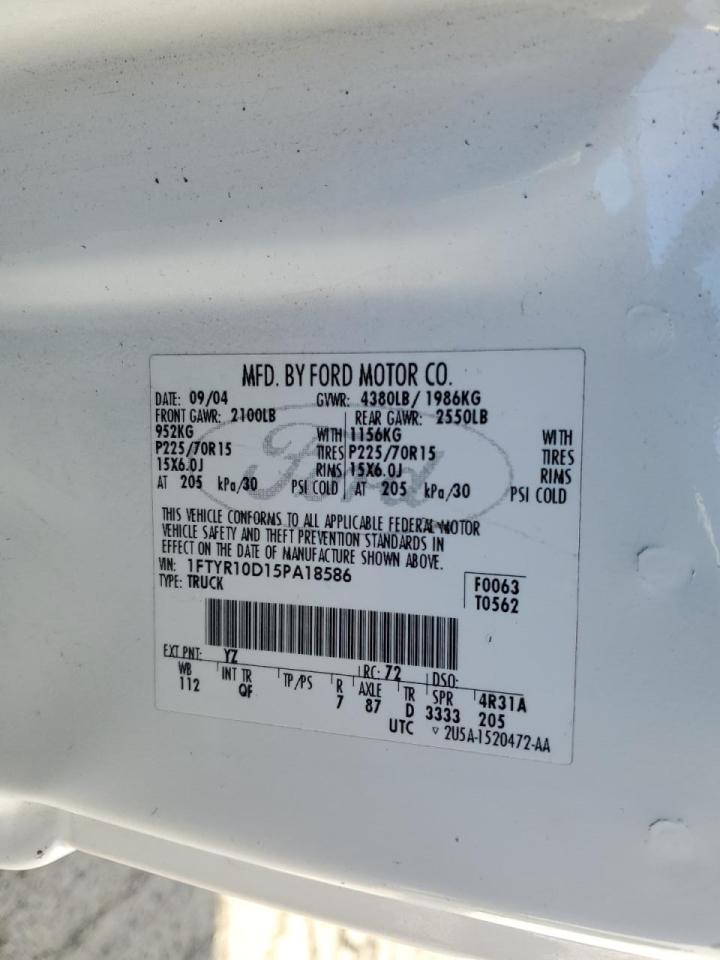 MFD. BY FORD MOTOR CO.
DATE: 09/04 GVWR: 4380LB/ 1986KG
FRONT GAWR: 2100LB REAR GAWR: 2550LB
952KG WITH 1156KG WITH
P225/70R15 TIRES P225/70R15 TIRES
15X6.0J RIMS 15X6.0J RIMS
AT 205 kPa/30 PSI COLD AT 205 kPa/30 PSI COLD
Ford
THIS VEHICLE CONFORMS TO ALL APPLICABLE FEDERAL MOTOR
VEHICLE SAFETY AND THEFT PREVENTION STANDARDS IN
EFFECT ON THE DATE OF MANUFACTURE SHOWN ABOVE.
VIN: 1FTYR10D15PA18586 F0063
TYPE: TRUCK T0562
EXT PNT: YZ RC: 72 DSO:
WB INT TR TP/PS R AXLE TR SPR 4R31A
112 QF 7 87 D 3333 205
UTC ▿ 2U5A-1520472-AA